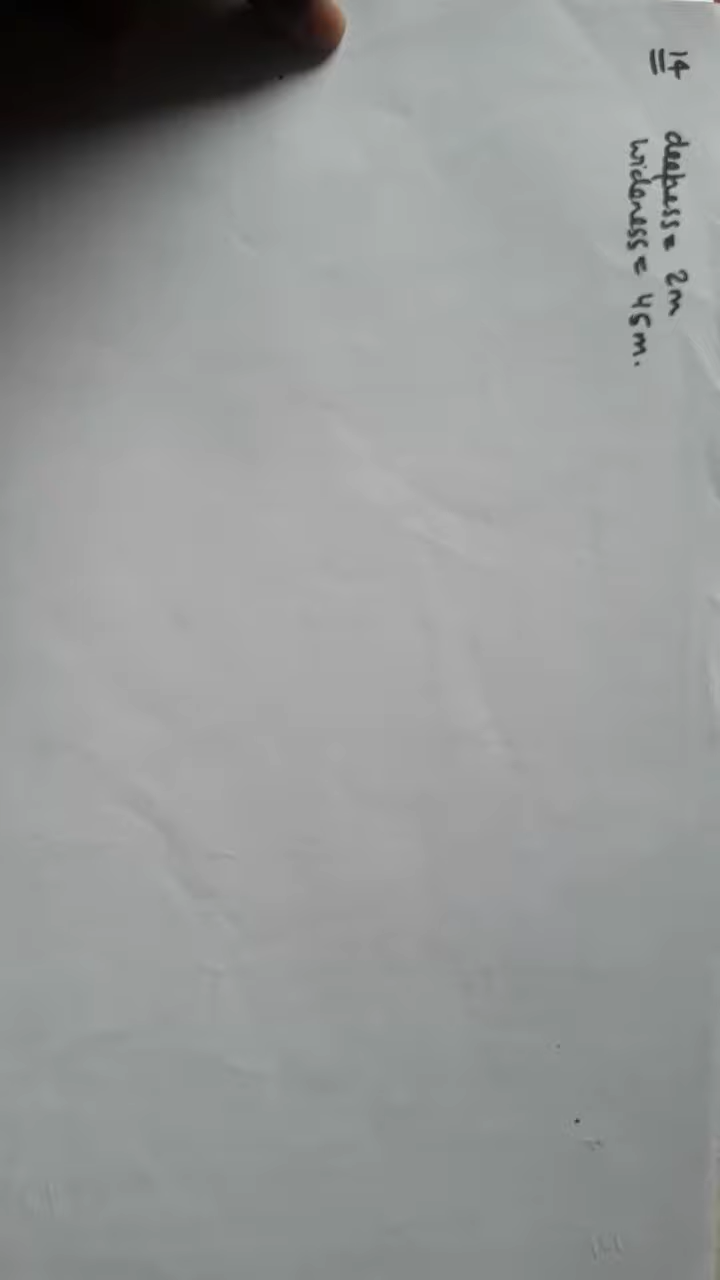 14 deepness = 2m
wideness = 45m.